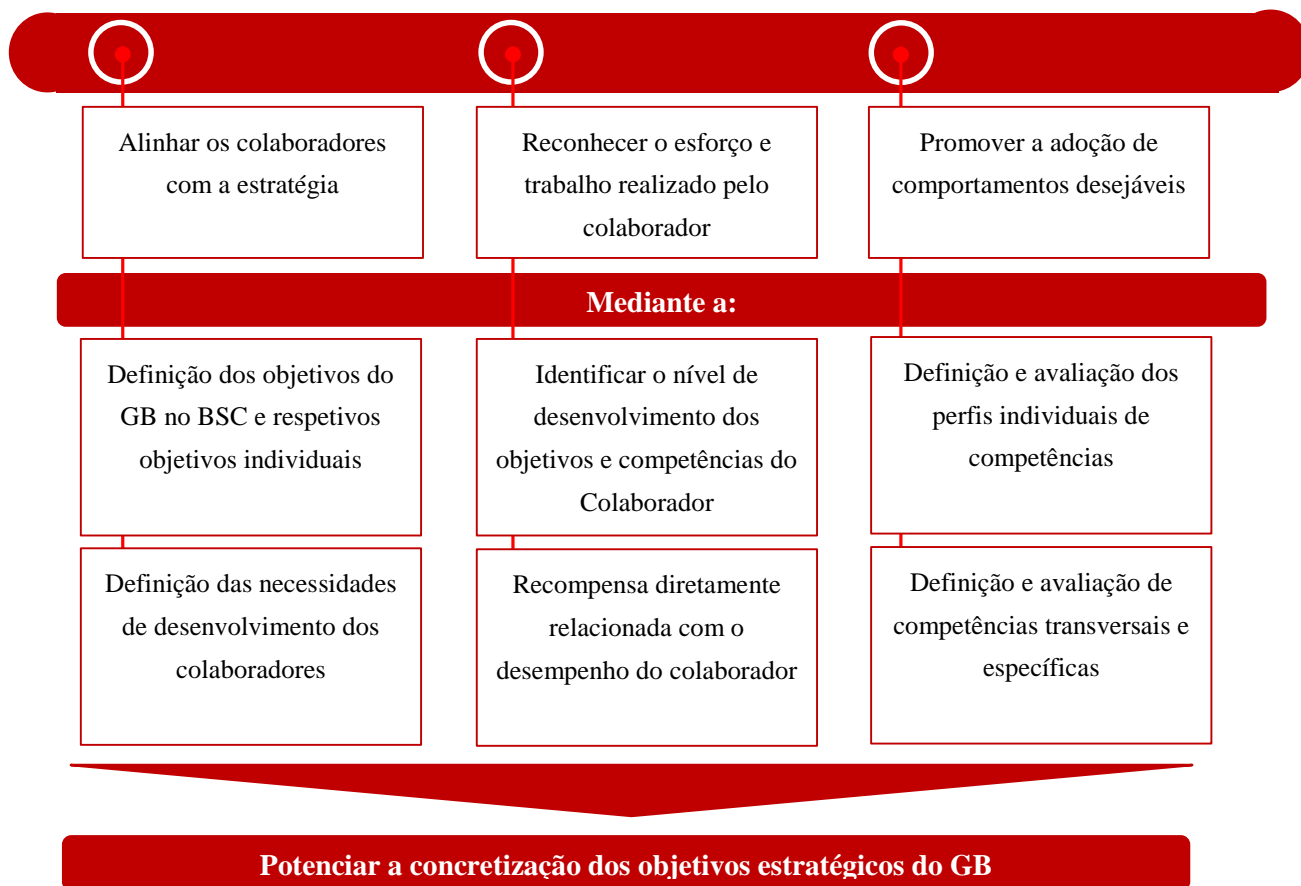 Alinhar os colaboradores
com a estratégia
Reconhecer o esforço e
trabalho realizado pelo
colaborador
Promover a adoção de
comportamentos desejáveis
Mediante a:
Definição dos objetivos do
GB no BSC e respetivos
objetivos individuais
Identificar o nível de
desenvolvimento dos
objetivos e competências do
Colaborador
Definição e avaliação dos
perfis individuais de
competências
Definição das necessidades
de desenvolvimento dos
colaboradores
Recompensa diretamente
relacionada com o
desempenho do colaborador
Definição e avaliação de
competências transversais e
específicas
Potenciar a concretização dos objetivos estratégicos do GB